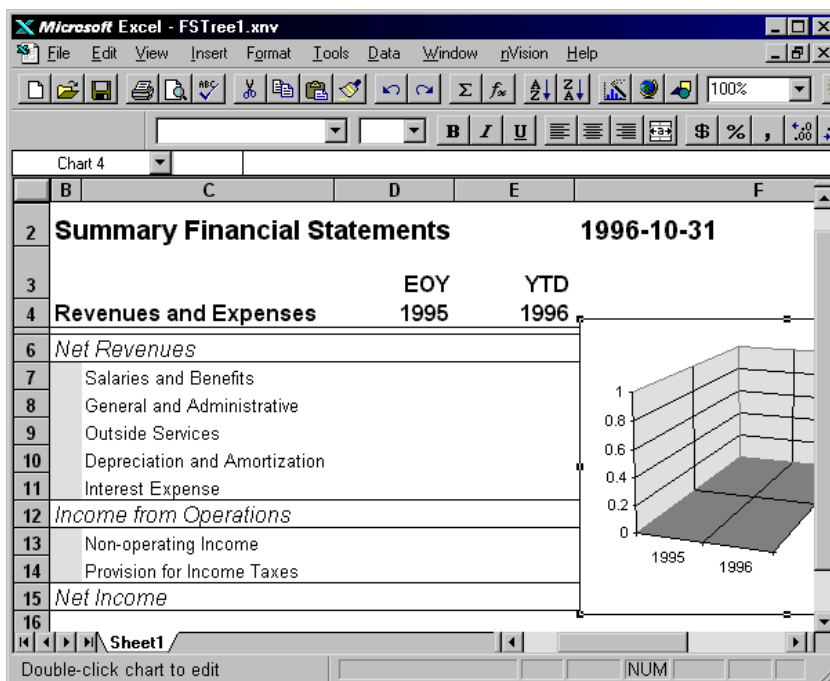 Microsoft Excel - FSTree1.xnv
File Edit View Insert Format Tools Data Window nVision Help
ABC Σ fx A Z Z A 100%
B I U $ % , .00
Chart 4
B C D E F
2 Summary Financial Statements 1996-10-31
3 EOY YTD
4 Revenues and Expenses 1995 1996
6 Net Revenues
7 Salaries and Benefits
8 General and Administrative
9 Outside Services
10 Depreciation and Amortization
11 Interest Expense
12 Income from Operations
13 Non-operating Income
14 Provision for Income Taxes
15 Net Income
16
1
0.8
0.6
0.4
0.2
0
1995 1996
Sheet1
Double-click chart to edit NUM